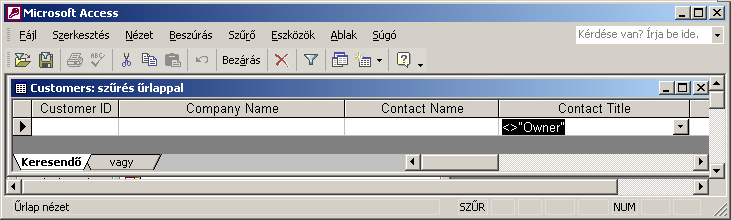 Microsoft Access
Fájl Szerkesztés Nézet Beszúrás Szűrő Eszközök Ablak Súgó Kérdése van? Írja be ide.
Bezárás
Customers: szűrés űrlappal
Customer ID Company Name Contact Name Contact Title
<>"Owner"
Keresendő vagy
Űrlap nézet SZŰR NUM